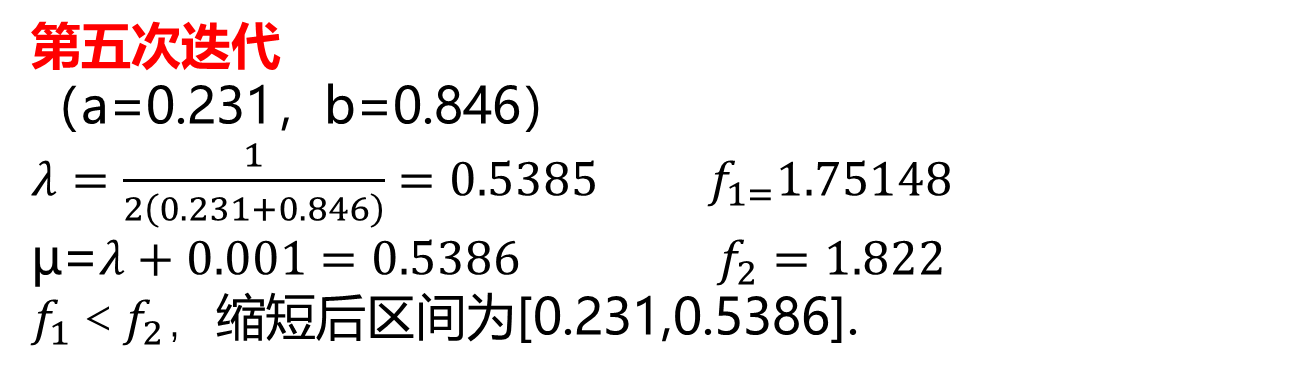 第五次迭代
（a=0.231，b=0.846）
λ = 1/2(0.231+0.846) = 0.5385 f₁₌1.75148
μ=λ + 0.001 = 0.5386 f₂ = 1.822
f₁ < f₂，缩短后区间为[0.231,0.5386].